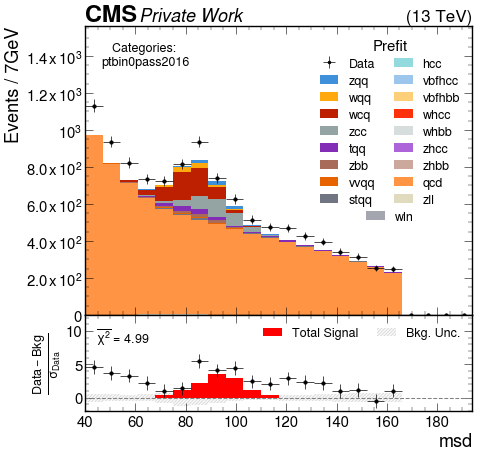 CMS Private Work (13 TeV)
Categories:
ptbin0pass2016
Prefit
Data
zqq
wqq
wcq
zcc
tqq
zbb
vvqq
stqq
hcc
vbfhcc
vbfhbb
whcc
whbb
zhcc
zhbb
qcd
zll
wln
Events / 7GeV
1.4 x 10³
1.2 x 10³
10³
8.0 x 10²
6.0 x 10²
4.0 x 10²
2.0 x 10²
0
χ² = 4.99
Total Signal
Bkg. Unc.
Data – Bkg
σData
10
5
0
40 60 80 100 120 140 160 180
msd